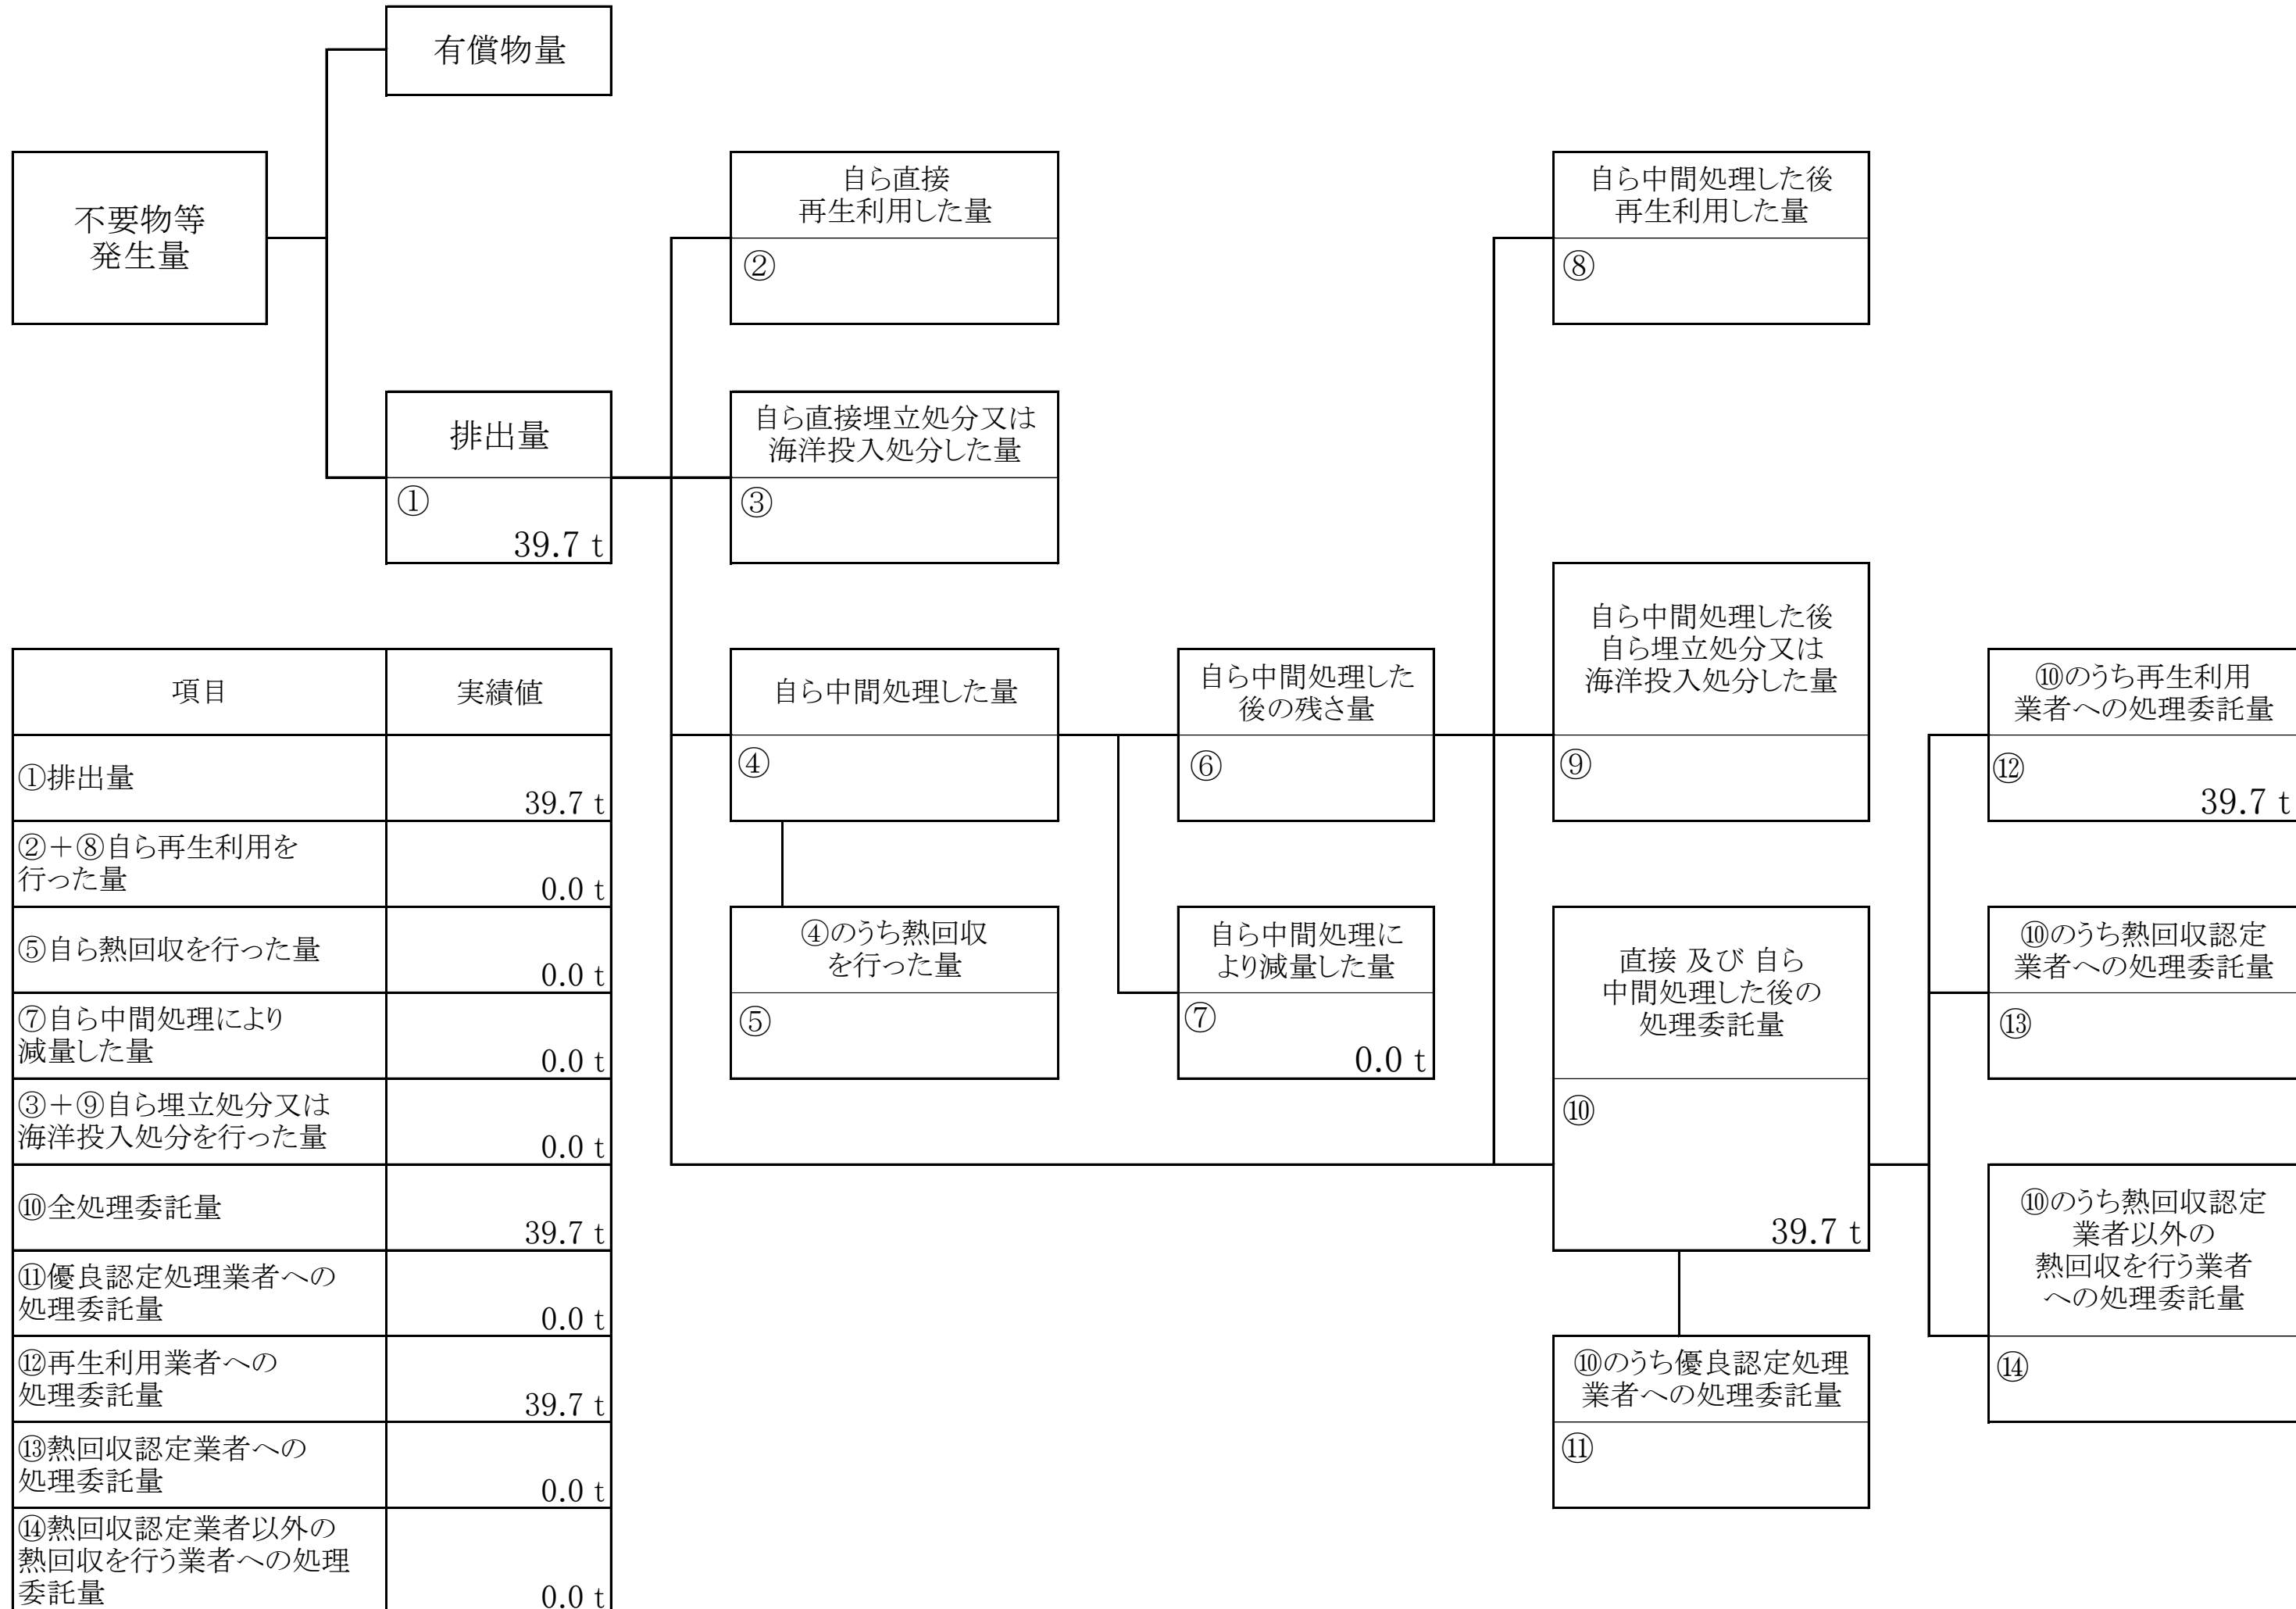 有償物量
不要物等
発生量
自ら直接
再生利用した量
②
自ら中間処理した後
再生利用した量
⑧
排出量
①
39.7 t
自ら直接埋立処分又は
海洋投入処分した量
③
自ら中間処理した量
④
自ら中間処理した
後の残さ量
⑥
自ら中間処理した後
自ら埋立処分又は
海洋投入処分した量
⑨
⑩のうち再生利用
業者への処理委託量
⑫
39.7 t
④のうち熱回収
を行った量
⑤
自ら中間処理に
より減量した量
⑦
0.0 t
直接 及び 自ら
中間処理した後の
処理委託量
⑩
39.7 t
⑩のうち熱回収認定
業者への処理委託量
⑬
⑩のうち熱回収認定
業者以外の
熱回収を行う業者
への処理委託量
⑭
⑩のうち優良認定処理
業者への処理委託量
⑪
項目 実績値
①排出量
39.7 t
②＋⑧自ら再生利用を
行った量
0.0 t
⑤自ら熱回収を行った量
0.0 t
⑦自ら中間処理により
減量した量
0.0 t
③＋⑨自ら埋立処分又は
海洋投入処分を行った量
0.0 t
⑩全処理委託量
39.7 t
⑪優良認定処理業者への
処理委託量
0.0 t
⑫再生利用業者への
処理委託量
39.7 t
⑬熱回収認定業者への
処理委託量
0.0 t
⑭熱回収認定業者以外の
熱回収を行う業者への処理
委託量
0.0 t